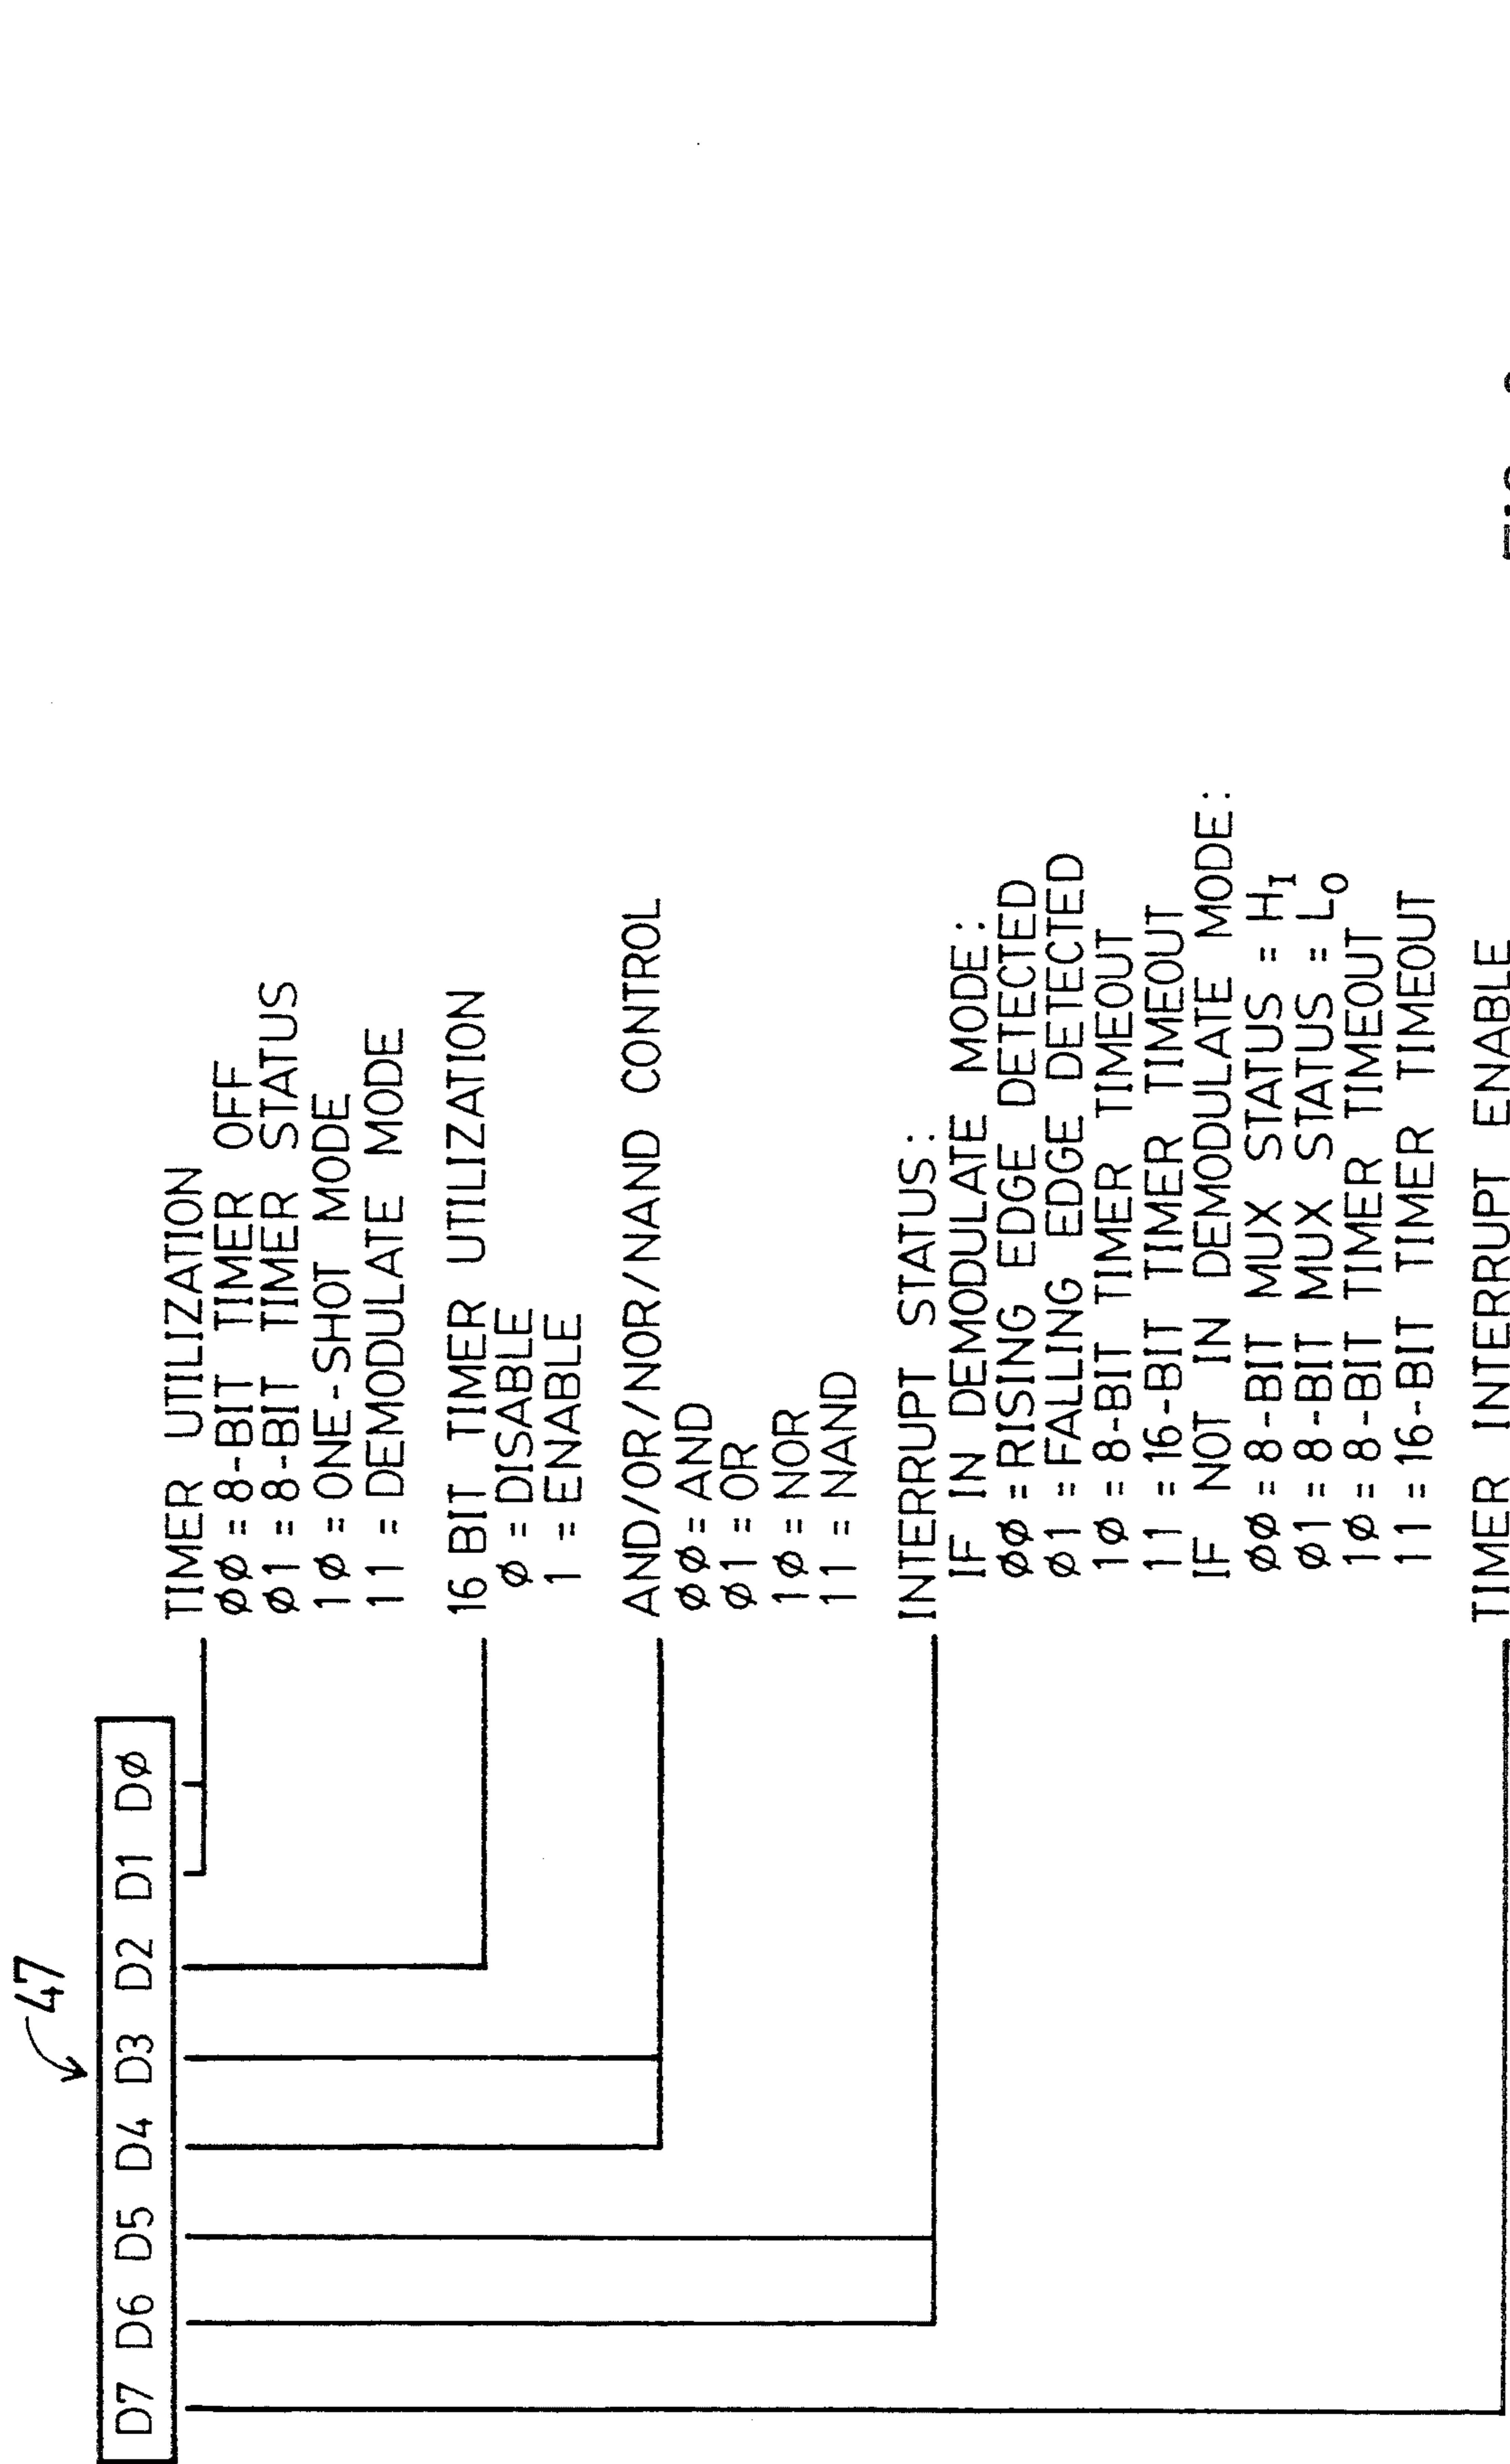 47
D7 D6 D5 D4 D3 D2 D1 DØ
TIMER UTILIZATION
ØØ = 8-BIT TIMER OFF
Ø1 = 8-BIT TIMER STATUS
1Ø = ONE-SHOT MODE
11 = DEMODULATE MODE
16 BIT TIMER UTILIZATION
Ø = DISABLE
1 = ENABLE
AND/OR/NOR/NAND CONTROL
ØØ = AND
Ø1 = OR
1Ø = NOR
11 = NAND
INTERRUPT STATUS:
IF IN DEMODULATE MODE:
ØØ = RISING EDGE DETECTED
Ø1 = FALLING EDGE DETECTED
1Ø = 8-BIT TIMER TIMEOUT
11 = 16-BIT TIMER TIMEOUT
IF NOT IN DEMODULATE MODE:
ØØ = 8-BIT MUX STATUS = HI
Ø1 = 8-BIT MUX STATUS = LO
1Ø = 8-BIT TIMER TIMEOUT
11 = 16-BIT TIMER TIMEOUT
TIMER INTERRUPT ENABLE